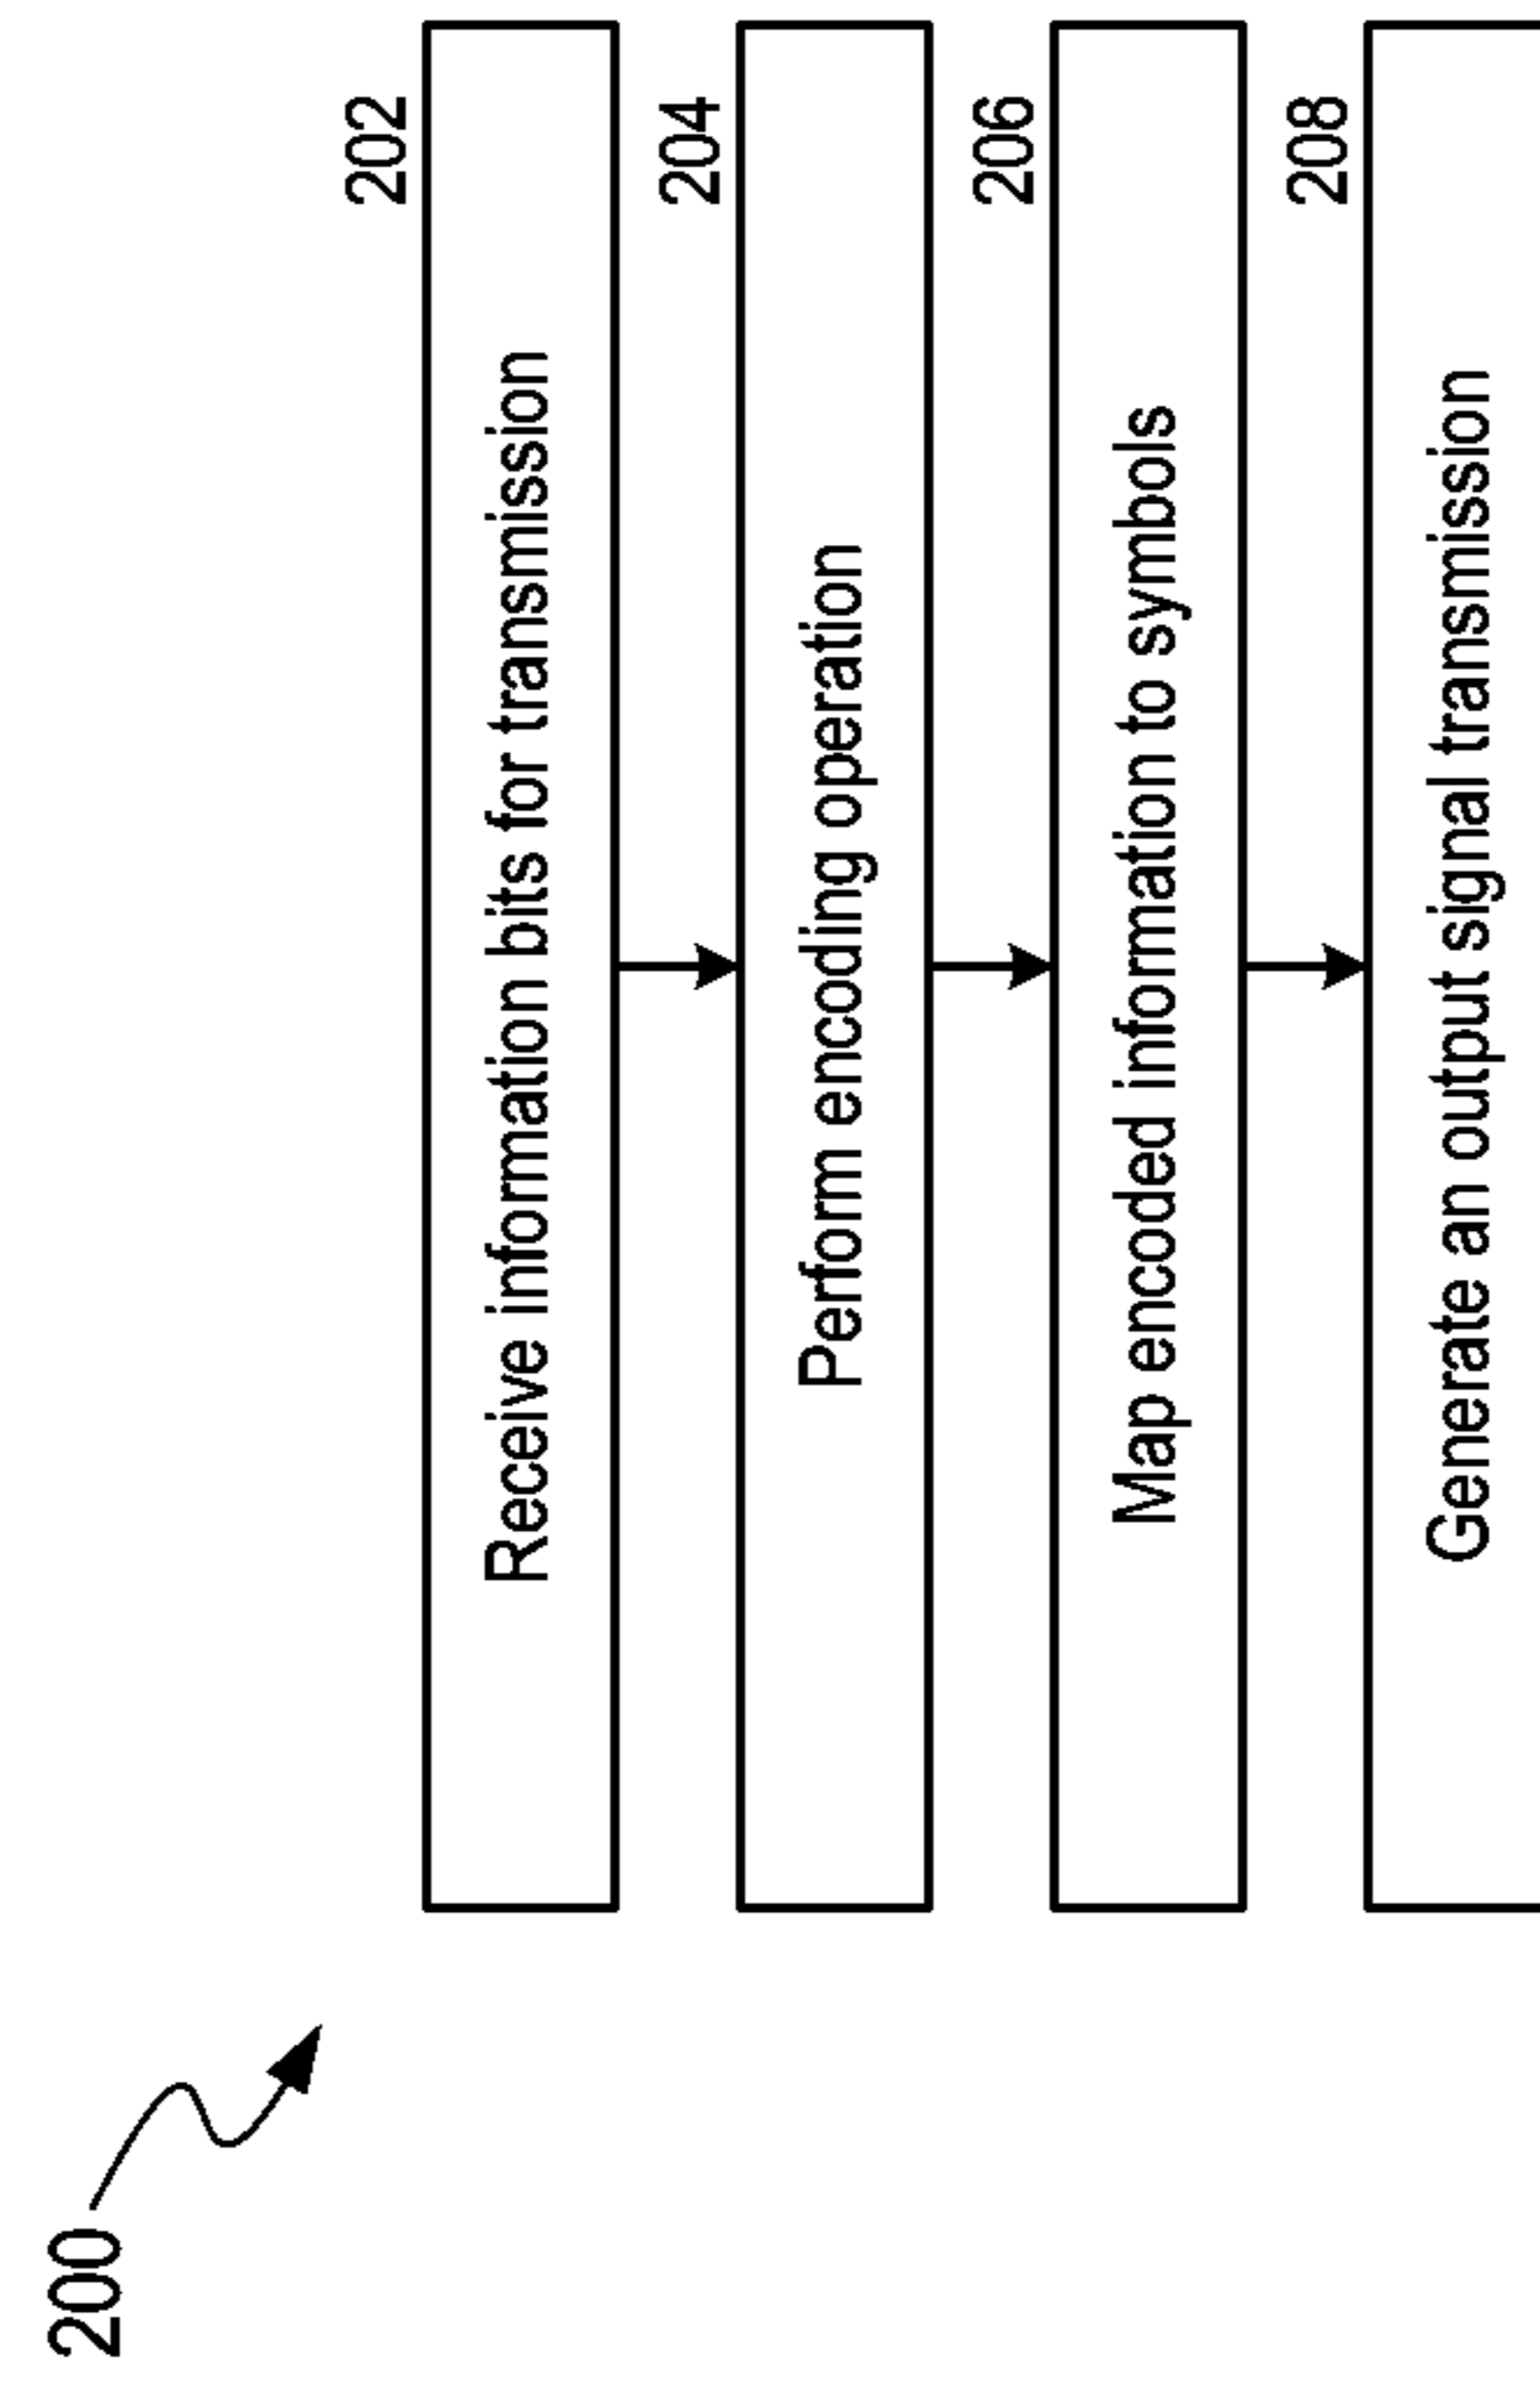 200
202
Receive information bits for transmission
204
Perform encoding operation
206
Map encoded information to symbols
208
Generate an output signal transmission